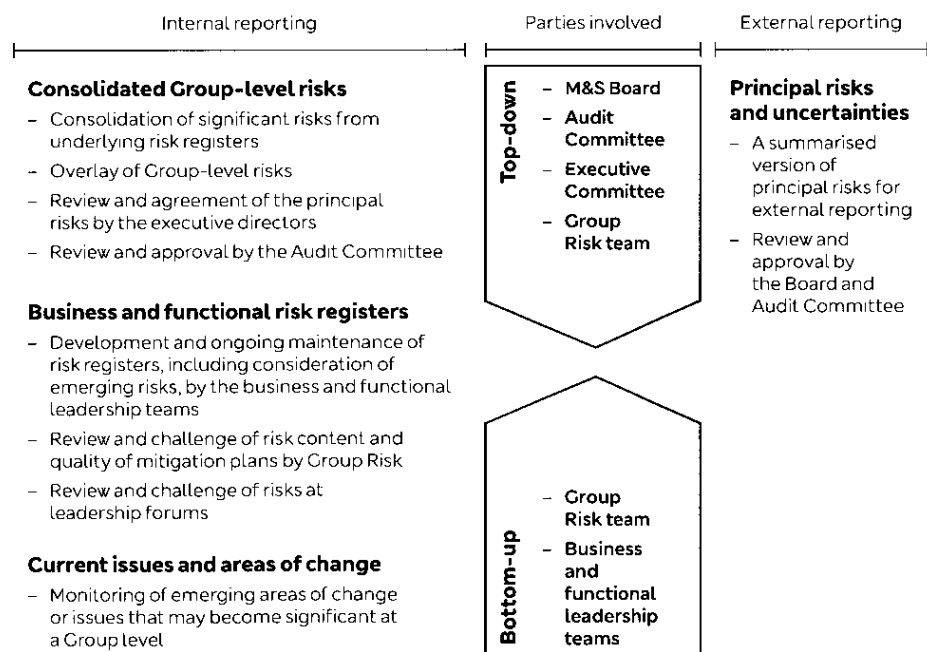 Internal reporting
Parties involved
External reporting
Consolidated Group-level risks
– Consolidation of significant risks from
underlying risk registers
– Overlay of Group-level risks
– Review and agreement of the principal
risks by the executive directors
– Review and approval by the Audit Committee
Business and functional risk registers
– Development and ongoing maintenance of
risk registers, including consideration of
emerging risks, by the business and functional
leadership teams
– Review and challenge of risk content and
quality of mitigation plans by Group Risk
– Review and challenge of risks at
leadership forums
Current issues and areas of change
– Monitoring of emerging areas of change
or issues that may become significant at
a Group level
Top-down
– M&S Board
– Audit
Committee
– Executive
Committee
– Group
Risk team
Bottom-up
– Group
Risk team
– Business
and
functional
leadership
teams
Principal risks
and uncertainties
– A summarised
version of
principal risks for
external reporting
– Review and
approval by
the Board and
Audit Committee